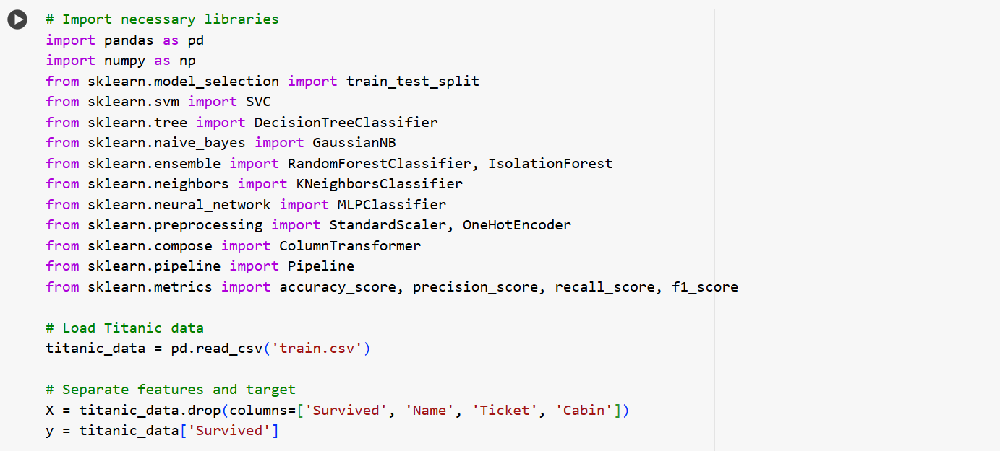 # Import necessary libraries
import pandas as pd
import numpy as np
from sklearn.model_selection import train_test_split
from sklearn.svm import SVC
from sklearn.tree import DecisionTreeClassifier
from sklearn.naive_bayes import GaussianNB
from sklearn.ensemble import RandomForestClassifier, IsolationForest
from sklearn.neighbors import KNeighborsClassifier
from sklearn.neural_network import MLPClassifier
from sklearn.preprocessing import StandardScaler, OneHotEncoder
from sklearn.compose import ColumnTransformer
from sklearn.pipeline import Pipeline
from sklearn.metrics import accuracy_score, precision_score, recall_score, f1_score
# Load Titanic data
titanic_data = pd.read_csv('train.csv')
# Separate features and target
X = titanic_data.drop(columns=['Survived', 'Name', 'Ticket', 'Cabin'])
y = titanic_data['Survived']